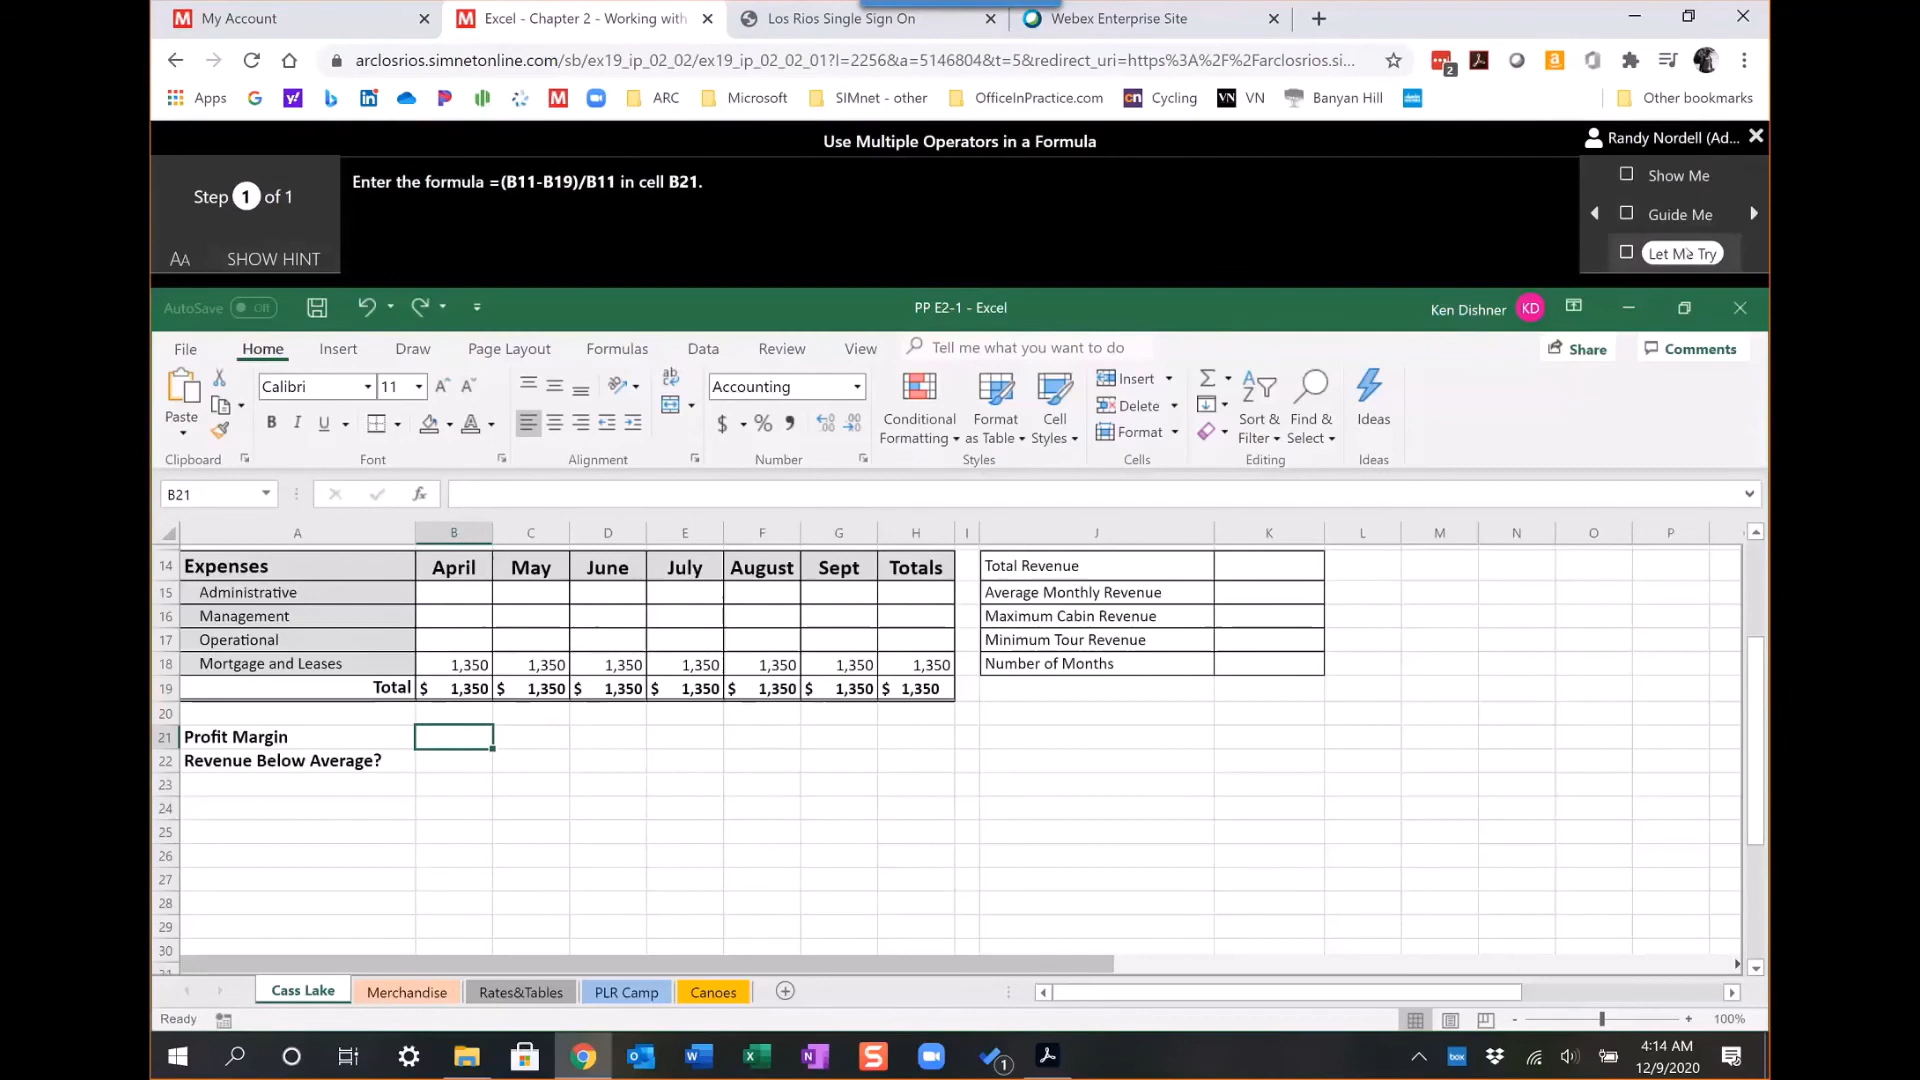 My Account
Excel - Chapter 2 - Working with
Los Rios Single Sign On
Webex Enterprise Site
arclosrios.simnetonline.com/sb/ex19_ip_02_02/ex19_ip_02_02_01?l=2256&a=5146804&t=5&redirect_uri=https%3A%2F%2Farclosrios.si...
2
Apps
ARC
Microsoft
SIMnet - other
OfficeInPractice.com
cn Cycling
VN VN
Banyan Hill
Other bookmarks
Use Multiple Operators in a Formula
Randy Nordell (Ad...
Step 1 of 1
Enter the formula =(B11-B19)/B11 in cell B21.
Show Me
Guide Me
Let Me Try
AA SHOW HINT
AutoSave Off
PP E2-1 - Excel
Ken Dishner KD
File Home Insert Draw Page Layout Formulas Data Review View Tell me what you want to do Share Comments
Paste
Calibri 11
B I U
Accounting
Conditional Formatting
Format as Table
Cell Styles
Insert
Delete
Format
Sort & Filter
Find & Select
Ideas
Clipboard Font Alignment Number Styles Cells Editing Ideas
B21 fx
A B C D E F G H I J K L M N O P
14 Expenses April May June July August Sept Totals Total Revenue
15 Administrative Average Monthly Revenue
16 Management Maximum Cabin Revenue
17 Operational Minimum Tour Revenue
18 Mortgage and Leases 1,350 1,350 1,350 1,350 1,350 1,350 1,350 Number of Months
19 Total $ 1,350 $ 1,350 $ 1,350 $ 1,350 $ 1,350 $ 1,350 $ 1,350
20
21 Profit Margin
22 Revenue Below Average?
23
24
25
26
27
28
29
30
Cass Lake Merchandise Rates&Tables PLR Camp Canoes
Ready
100%
4:14 AM
12/9/2020